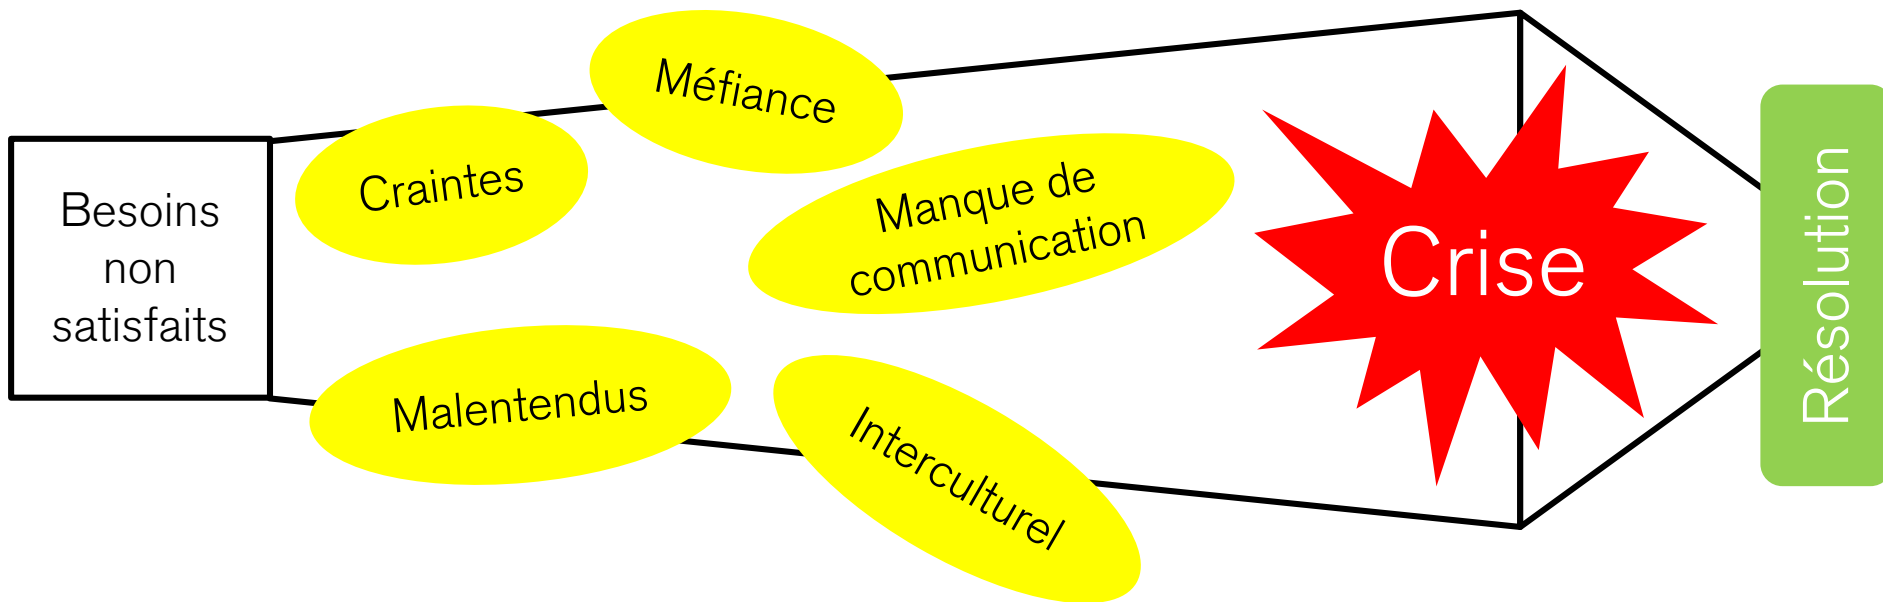 Besoins
non
satisfaits
Craintes
Méfiance
Manque de
communication
Malentendus
Interculturel
Crise
Résolution